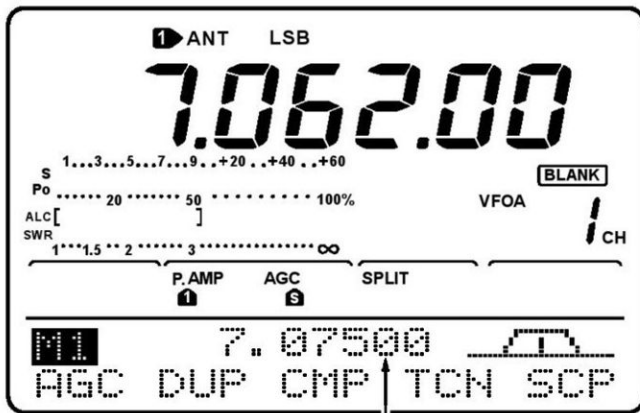 1 ANT LSB
7.062.00
S 1...3...5...7...9..+20..+40..+60
BLANK
Po 20 50 100%
VFOA 1 CH
ALC [ ]
SWR 1 1.5 2 3 ∞
P.AMP AGC SPLIT
1 S
M1 7.07500
AGC DUP CMP TCN SCP